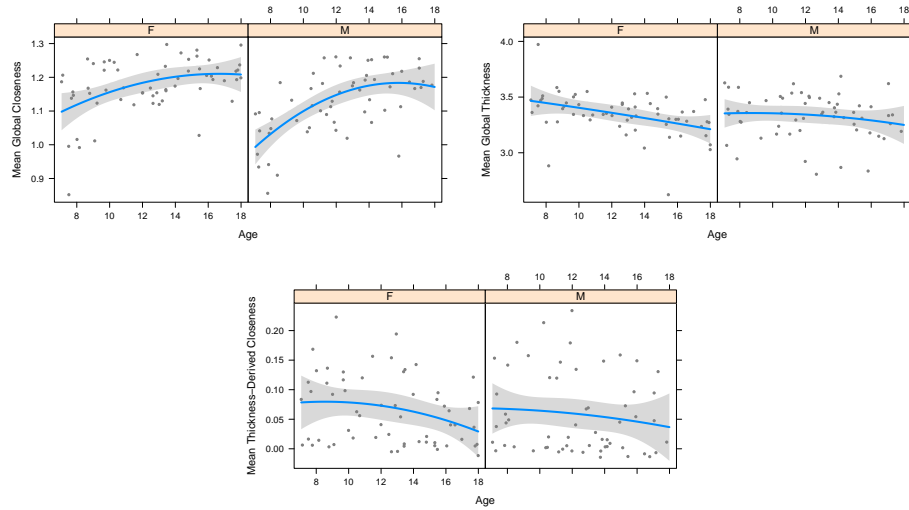 8 10 12 14 16 18
F M
1.3
1.2
1.1
1.0
0.9
Mean Global Closeness
8 10 12 14 16 18
Age
8 10 12 14 16 18
F M
4.0
3.5
3.0
Mean Global Thickness
8 10 12 14 16 18
Age
8 10 12 14 16 18
F M
0.20
0.15
0.10
0.05
0.00
Mean Thickness−Derived Closeness
8 10 12 14 16 18
Age